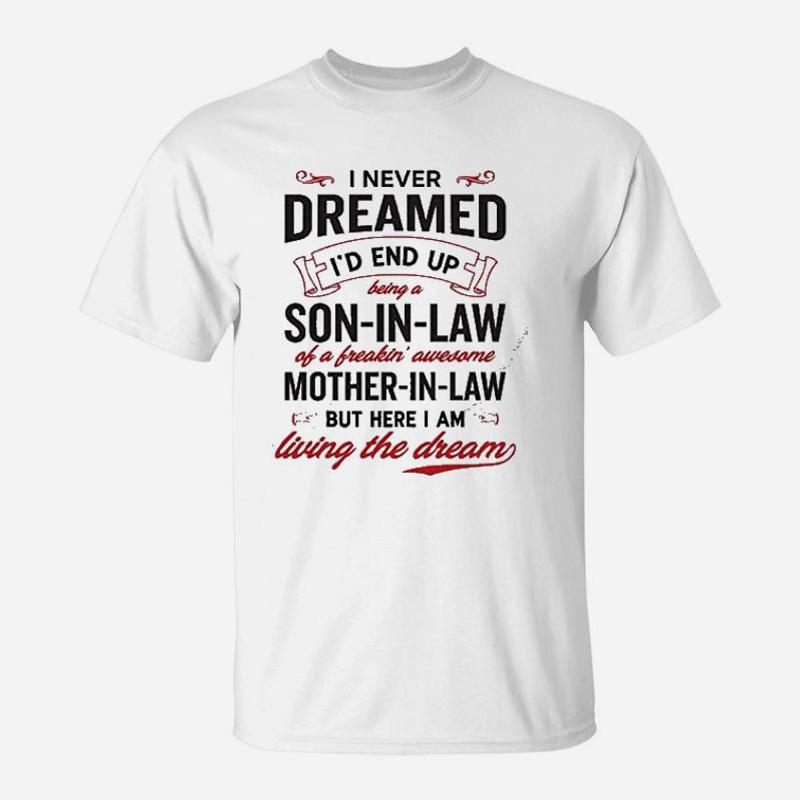 I NEVER
DREAMED
I'D END UP
being a
SON-IN-LAW
of a freakin' awesome
MOTHER-IN-LAW
BUT HERE I AM
living the dream